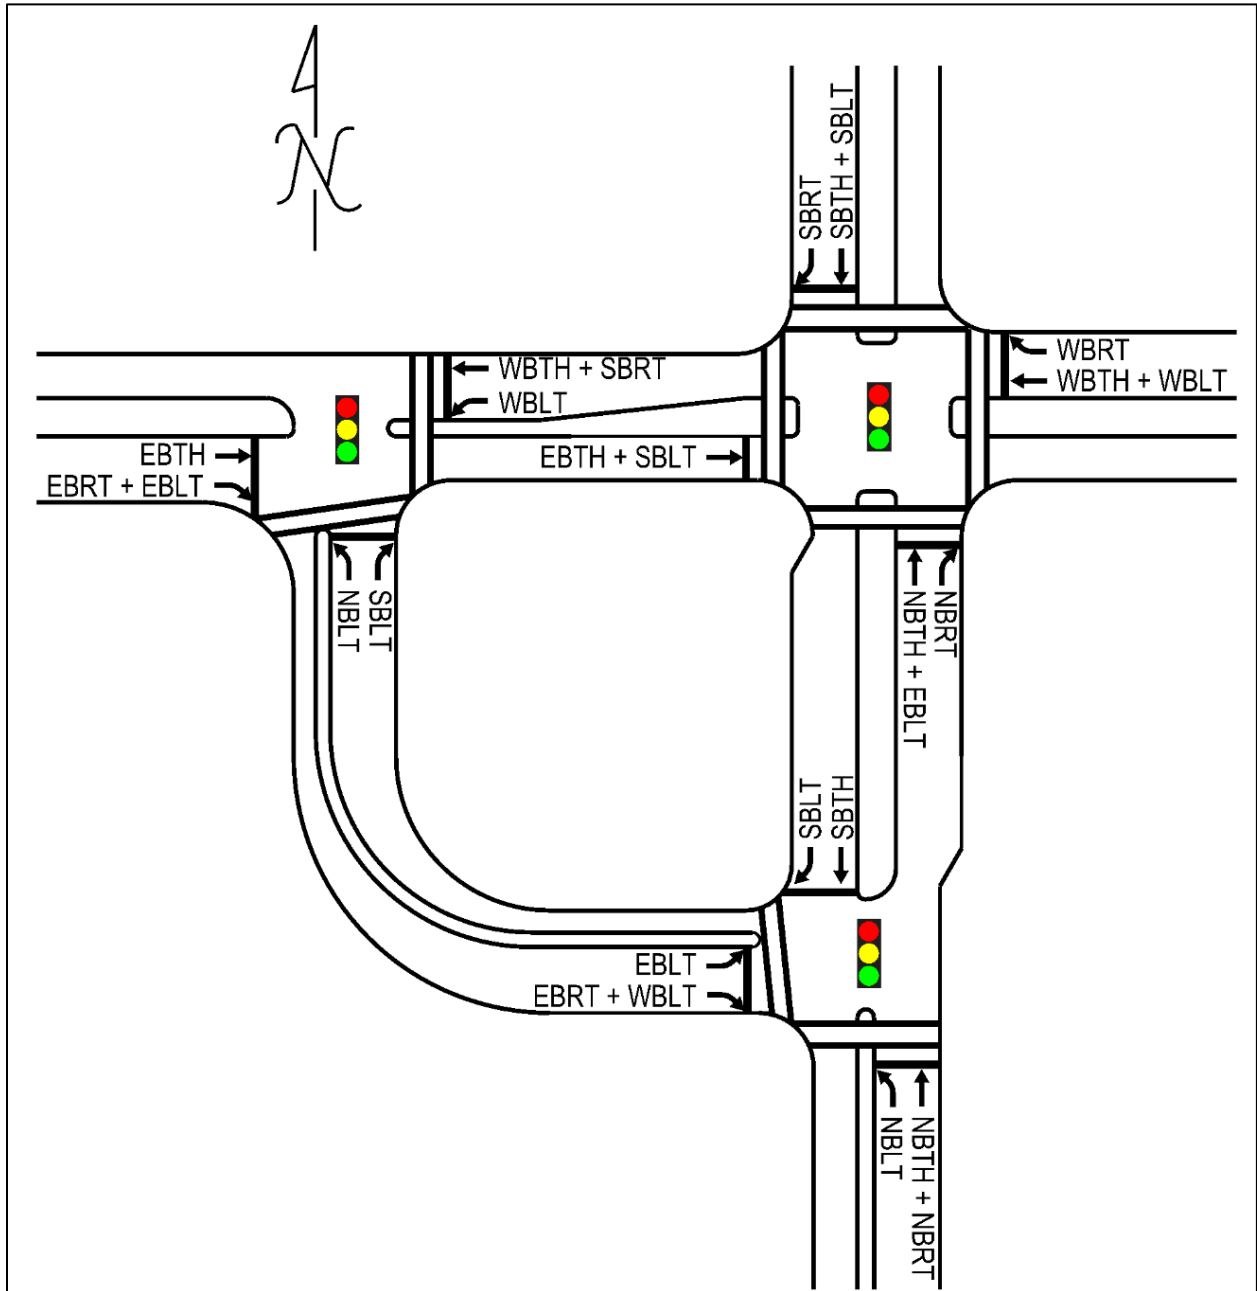 N
SBRT
SBTH + SBLT
WBTH + SBRT
WBLT
WBRT
WBTH + WBLT
EBTH
EBRT + EBLT
EBTH + SBLT
NBLT
SBLT
NBTH + EBLT
NBRT
SBLT
SBTH
EBLT
EBRT + WBLT
NBLT
NBTH + NBRT